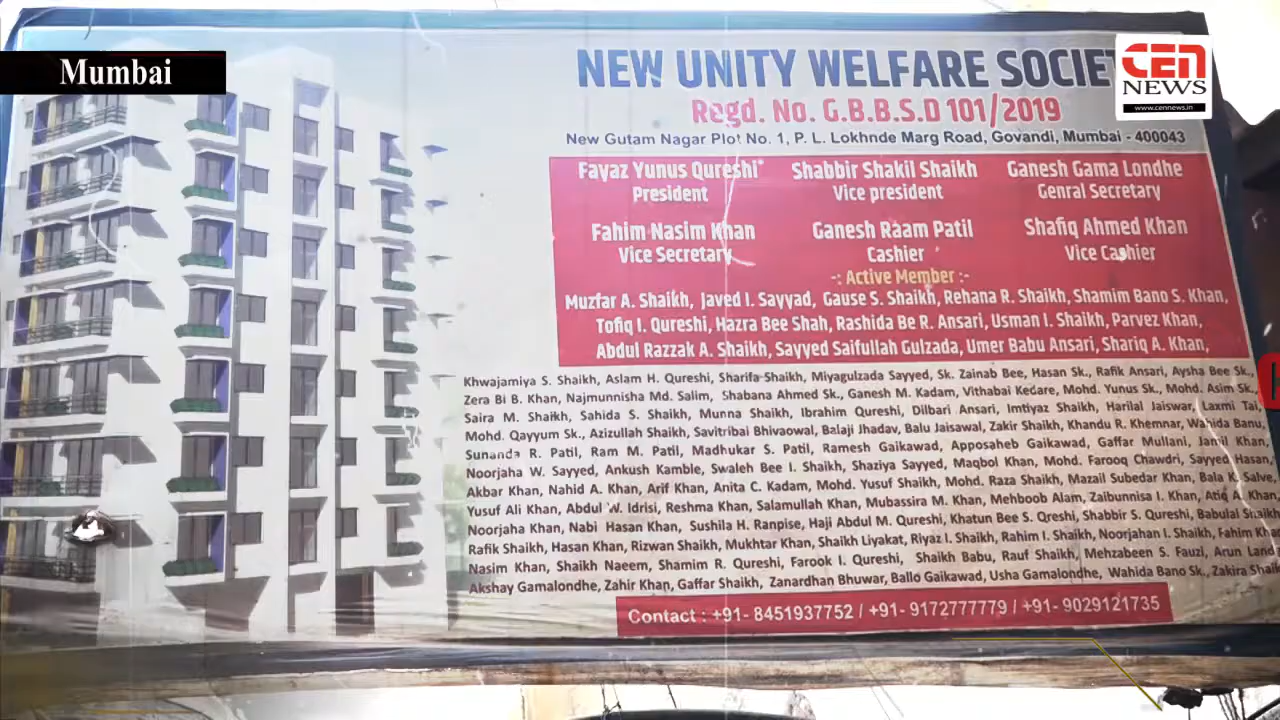 Mumbai
CEN
NEWS
www.cennews.in
NEW UNITY WELFARE SOCIET
Regd. No. G.B.B.S.D 101/2019
New Gutam Nagar Plot No. 1, P. L. Lokhnde Marg Road, Govandi, Mumbai - 400043
Fayaz Yunus Qureshi Shabbir Shakil Shaikh Ganesh Gama Londhe
President Vice president Genral Secretary
Fahim Nasim Khan Ganesh Raam Patil Shafiq Ahmed Khan
Vice Secretary Cashier Vice Cashier
-: Active Member :-
Muzfar A. Shaikh, Javed I. Sayyad, Gause S. Shaikh, Rehana R. Shaikh, Shamim Bano S. Khan,
Tofiq I. Qureshi, Hazra Bee Shah, Rashida Be R. Ansari, Usman I. Shaikh, Parvez Khan,
Abdul Razzak A. Shaikh, Sayyed Saifullah Gulzada, Umer Babu Ansari, Shariq A. Khan,
Khwajamiya S. Shaikh, Aslam H. Qureshi, Sharifa Shaikh, Miyagulzada Sayyed, Sk. Zainab Bee, Hasan Sk., Rafik Ansari, Aysha Bee Sk.,
Zera Bi B. Khan, Najmunnisha Md. Salim, Shabana Ahmed Sk., Ganesh M. Kadam, Vithabai Kedare, Mohd. Yunus Sk., Mohd. Asim Sk.,
Saira M. Shaikh, Sahida S. Shaikh, Munna Shaikh, Ibrahim Qureshi, Dilbari Ansari, Imtiyaz Shaikh, Harilal Jaiswar, Laxmi Tai,
Mohd. Qayyum Sk., Azizullah Shaikh, Savitribai Bhivaowal, Balaji Jhadav, Balu Jaisawal, Zakir Shaikh, Khandu R. Khemnar, Wahida Banu,
Sunanda R. Patil, Ram M. Patil, Madhukar S. Patil, Ramesh Gaikawad, Apposaheb Gaikawad, Gaffar Mullani, Jamil Khan,
Noorjaha W. Sayyed, Ankush Kamble, Swaleh Bee I. Shaikh, Shaziya Sayyed, Maqbol Khan, Mohd. Farooq Chawdri, Sayyed Hasan,
Akbar Khan, Nahid A. Khan, Arif Khan, Anita C. Kadam, Mohd. Yusuf Shaikh, Mohd. Raza Shaikh, Mazail Subedar Khan, Bala K. Salve,
Yusuf Ali Khan, Abdul W. Idrisi, Reshma Khan, Salamullah Khan, Mubassira M. Khan, Mehboob Alam, Zaibunnisa I. Khan, Atiq A. Khan,
Noorjaha Khan, Nabi Hasan Khan, Sushila H. Ranpise, Haji Abdul M. Qureshi, Khatun Bee S. Qreshi, Shabbir S. Qureshi, Babulal Shaikh
Rafik Shaikh, Hasan Khan, Rizwan Shaikh, Mukhtar Khan, Shaikh Liyakat, Riyaz I. Shaikh, Rahim I. Shaikh, Noorjahan I. Shaikh, Fahim Kh
Nasim Khan, Shaikh Naeem, Shamim R. Qureshi, Farook I. Qureshi, Shaikh Babu, Rauf Shaikh, Mehzabeen S. Fauzi, Arun Land
Akshay Gamalondhe, Zahir Khan, Gaffar Shaikh, Zanardhan Bhuwar, Ballo Gaikawad, Usha Gamalondhe, Wahida Bano Sk., Zakira Shaik
Contact : +91- 8451937752 / +91- 9172777779 / +91- 9029121735